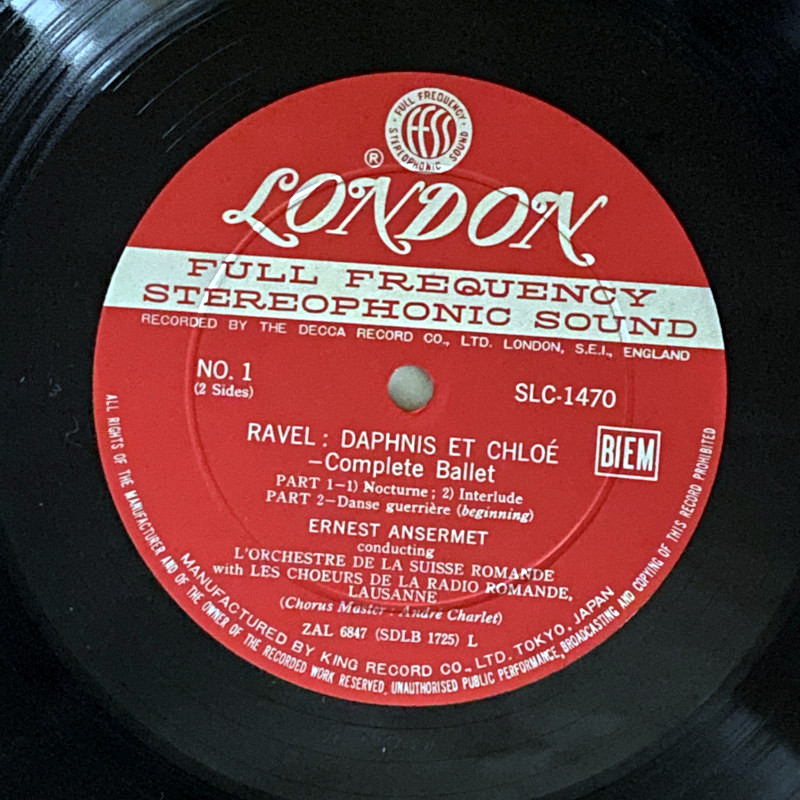 FULL FREQUENCY
FFSS
STEREOPHONIC SOUND
®
LONDON
FULL FREQUENCY
STEREOPHONIC SOUND
RECORDED BY THE DECCA RECORD CO., LTD. LONDON, S.E.I., ENGLAND
NO. 1
(2 Sides)
SLC-1470
RAVEL : DAPHNIS ET CHLOÉ
BIEM
—Complete Ballet
PART 1—1) Nocturne ; 2) Interlude
PART 2—Danse guerrière (beginning)
ERNEST ANSERMET
conducting
L'ORCHESTRE DE LA SUISSE ROMANDE
with LES CHOEURS DE LA RADIO ROMANDE,
LAUSANNE
(Chorus Master : André Charlet)
ZAL 6847 (SDLB 1725) L
MANUFACTURED BY KING RECORD CO., LTD. TOKYO, JAPAN
ALL RIGHTS OF THE MANUFACTURER AND OF THE OWNER OF THE RECORDED WORK RESERVED, UNAUTHORISED PUBLIC PERFORMANCE, BROADCASTING AND COPYING OF THIS RECORD PROHIBITED